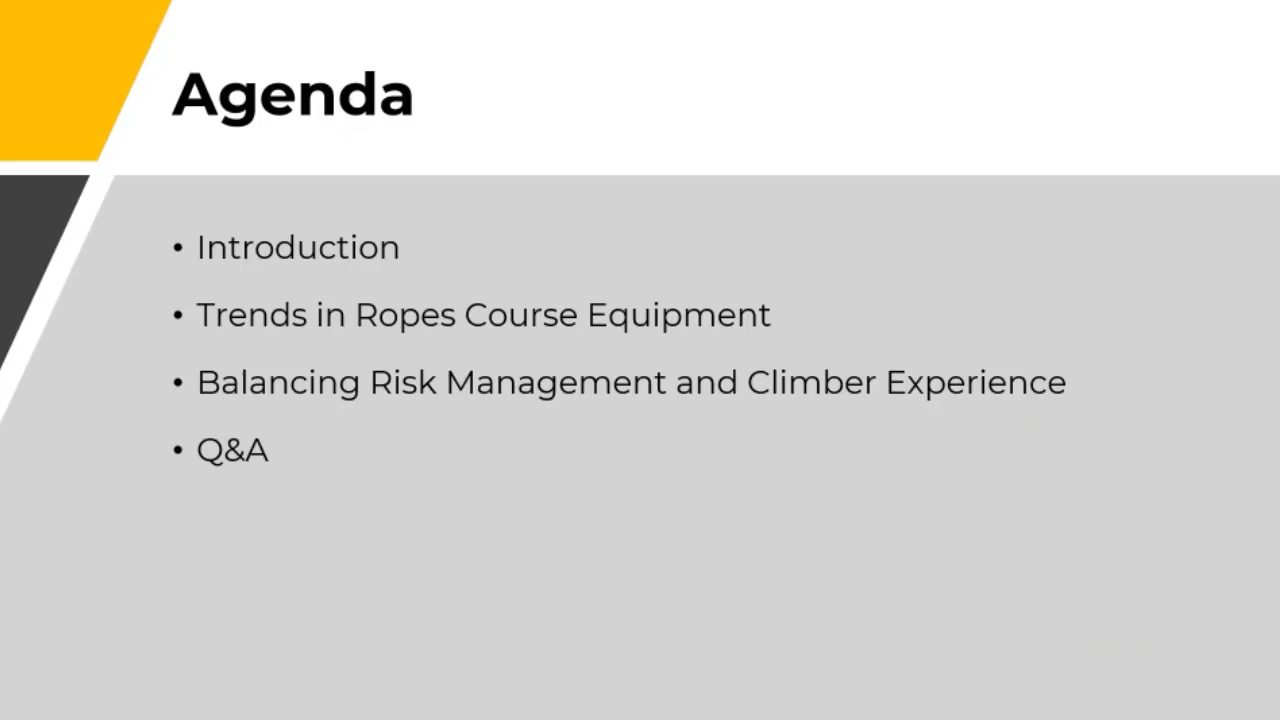 Agenda
• Introduction
• Trends in Ropes Course Equipment
• Balancing Risk Management and Climber Experience
• Q&A